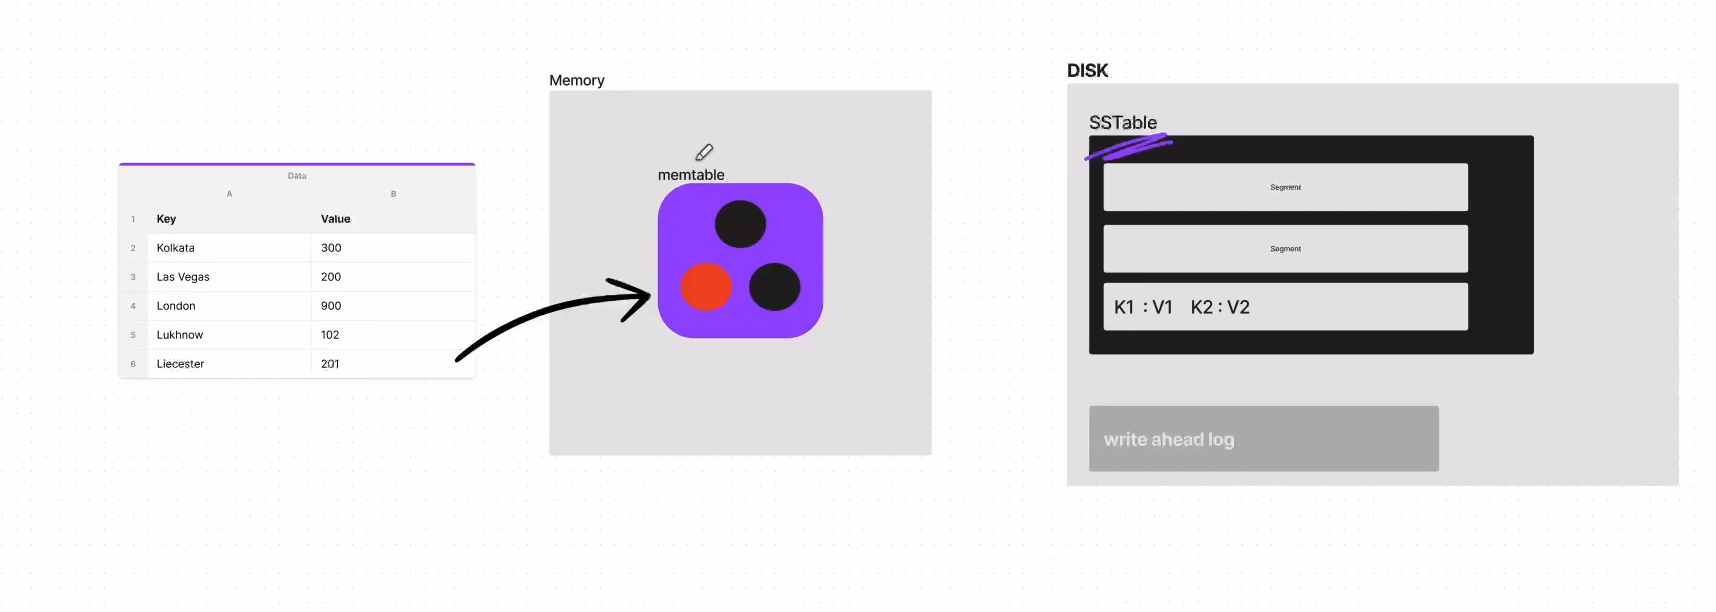 Data
A B
1 Key Value
2 Kolkata 300
3 Las Vegas 200
4 London 900
5 Lukhnow 102
6 Liecester 201
Memory
memtable
DISK
SSTable
Segment
Segment
K1 : V1 K2 : V2
write ahead log